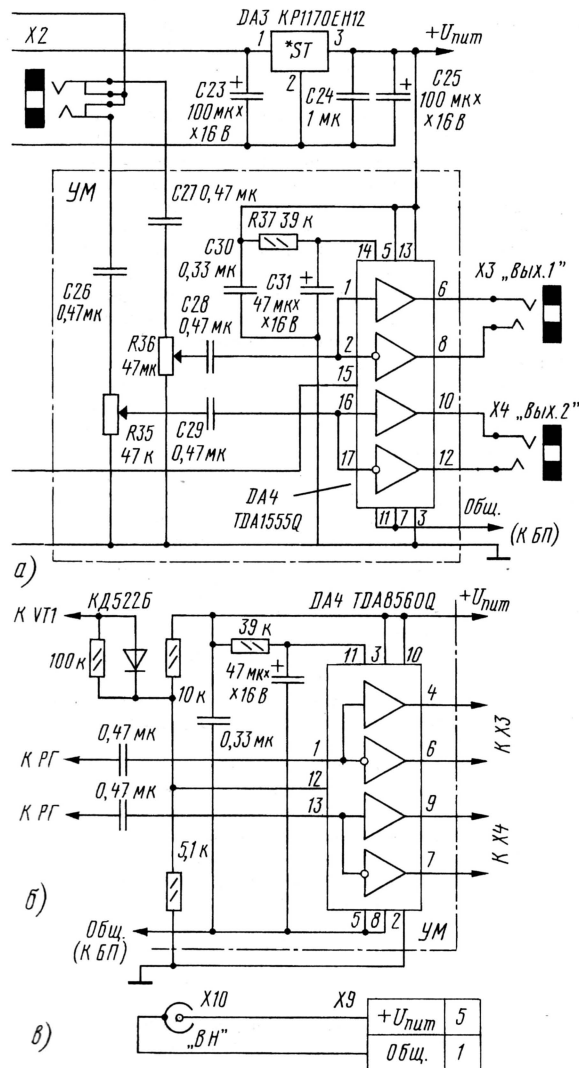 DA3 КР1170ЕН12
X2
1
*ST
3
+Uпит
2
C23
100 мк×
×16 В
C24
1 мк
C25
100 мк×
×16 В
УМ
C27 0,47 мк
C30
0,33 мк
R37 39 к
C31
47 мк×
×16 В
14
5
13
C26
0,47мк
C28
0,47 мк
R36
47мк
1
2
15
6
8
X3 „Вых.1"
R35
47 к
C29
0,47мк
16
17
10
12
X4 „Вых.2"
DA4
TDA1555Q
11
7
3
Общ.
(К БП)
а)
К VT1
КД522Б
DA4 TDA8560Q
+Uпит
100к
10 к
39 к
47 мк×
×16 В
11
3
10
0,47 мк
0,33 мк
К РГ
1
4
6
К X3
0,47 мк
12
К РГ
13
9
7
К X4
5,1 к
б)
Общ.
(К БП)
5
8
2
УМ
X10
X9
+Uпит
5
„ВН"
Общ.
1
в)